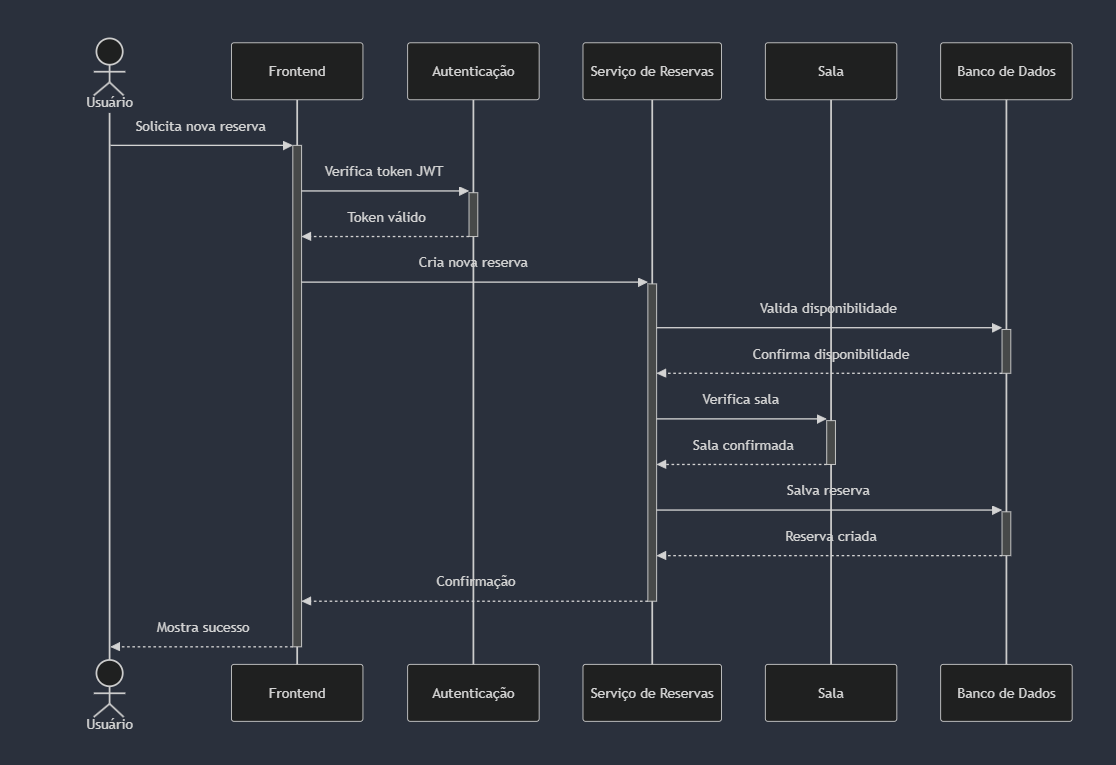 Usuário
Frontend
Autenticação
Serviço de Reservas
Sala
Banco de Dados
Solicita nova reserva
Verifica token JWT
Token válido
Cria nova reserva
Valida disponibilidade
Confirma disponibilidade
Verifica sala
Sala confirmada
Salva reserva
Reserva criada
Confirmação
Mostra sucesso
Usuário
Frontend
Autenticação
Serviço de Reservas
Sala
Banco de Dados